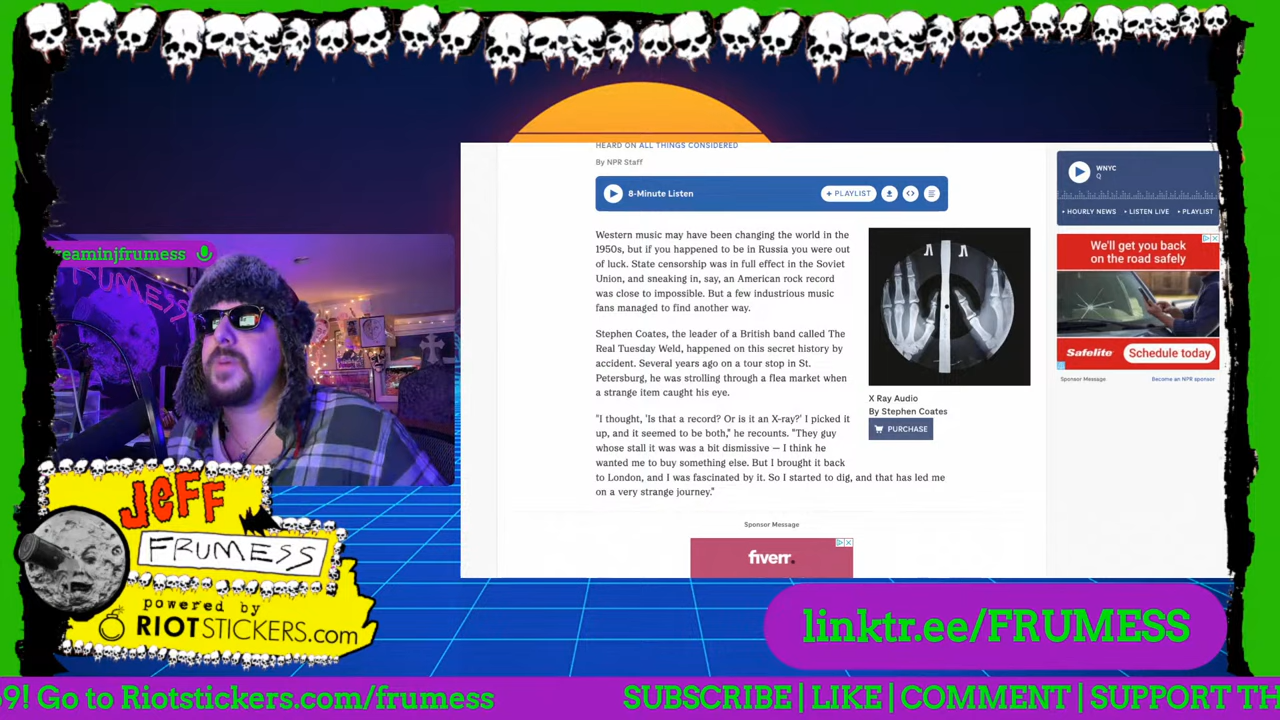 HEARD ON ALL THINGS CONSIDERED
By NPR Staff
8-Minute Listen
+ PLAYLIST
Western music may have been changing the world in the
1950s, but if you happened to be in Russia you were out
of luck. State censorship was in full effect in the Soviet
Union, and sneaking in, say, an American rock record
was close to impossible. But a few industrious music
fans managed to find another way.
Stephen Coates, the leader of a British band called The
Real Tuesday Weld, happened on this secret history by
accident. Several years ago on a tour stop in St.
Petersburg, he was strolling through a flea market when
a strange item caught his eye.
"I thought, 'Is that a record? Or is it an X-ray?' I picked it
up, and it seemed to be both," he recounts. "They guy
whose stall it was was a bit dismissive — I think he
wanted me to buy something else. But I brought it back
to London, and I was fascinated by it. So I started to dig, and that has led me
on a very strange journey."
X Ray Audio
By Stephen Coates
PURCHASE
Sponsor Message
fiverr.
WNYC
Q
+ HOURLY NEWS
• LISTEN LIVE
• PLAYLIST
We'll get you back
on the road safely
Safelite
Schedule today
Sponsor Message
Become an NPR sponsor
reaminjfrumess
FRUMESS
JEFF
FRUMESS
powered by
RIOTSTICKERS.com
linktr.ee/FRUMESS
9! Go to Riotstickers.com/frumess
SUBSCRIBE | LIKE | COMMENT | SUPPORT TH